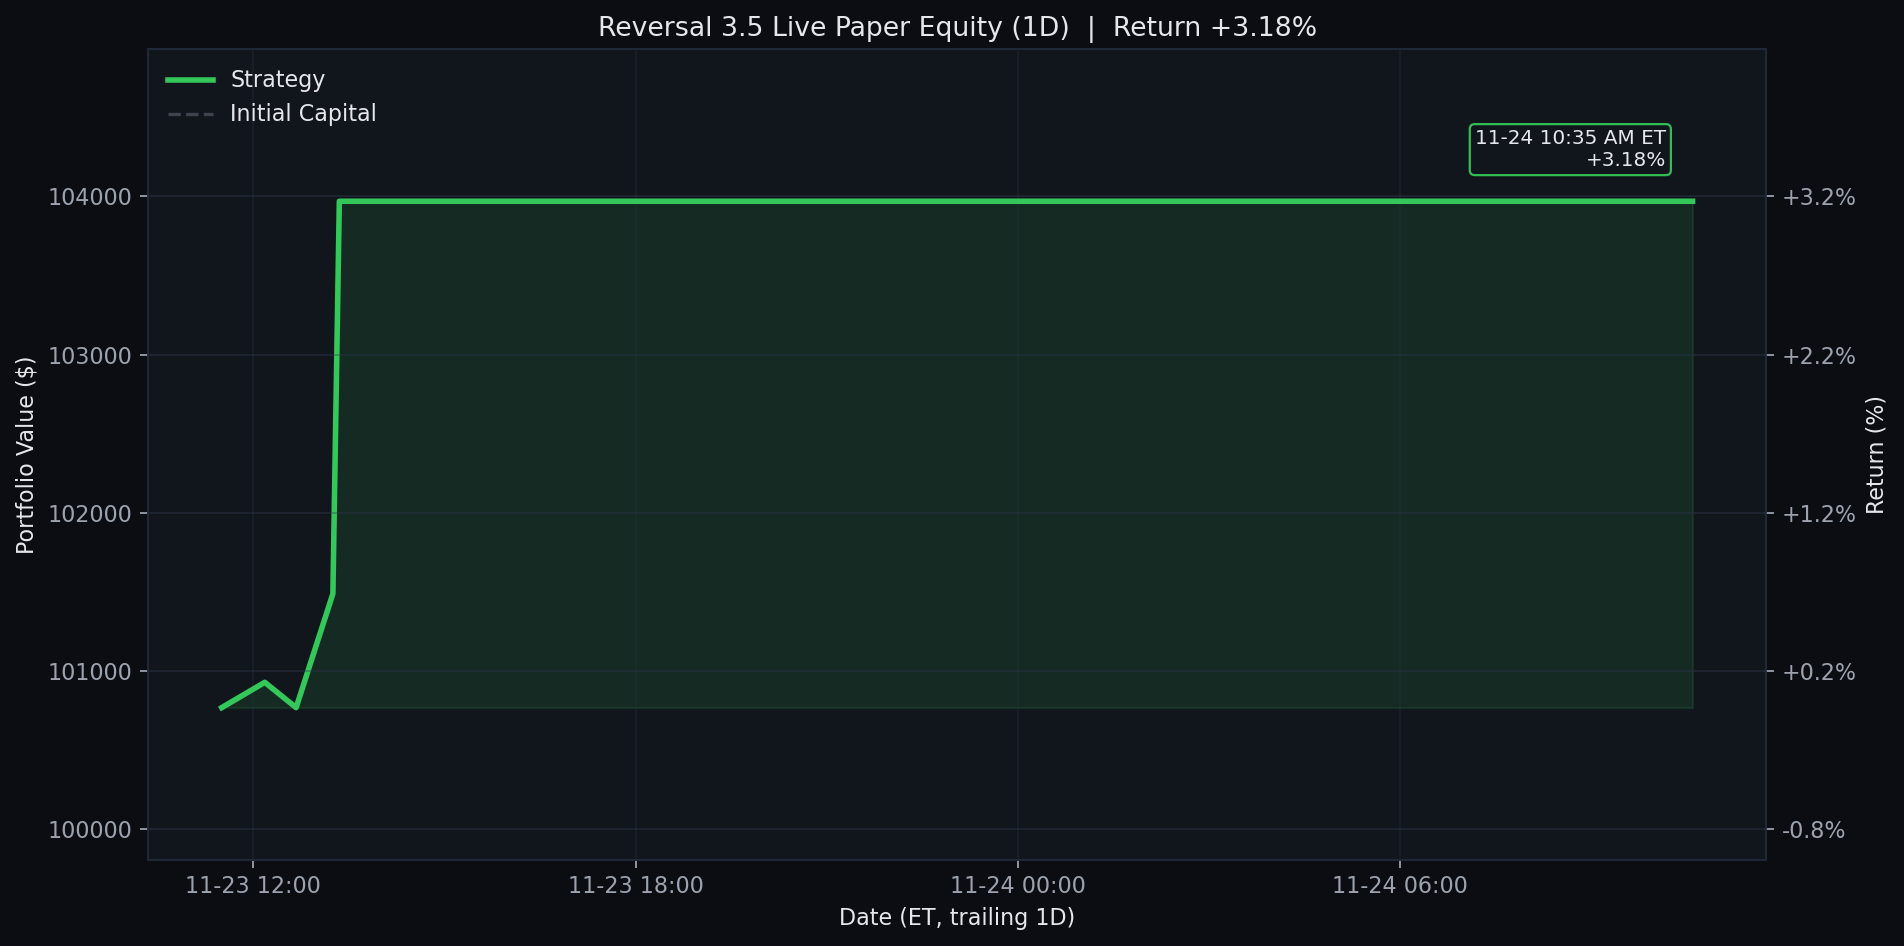 Reversal 3.5 Live Paper Equity (1D) | Return +3.18%
Strategy
Initial Capital
11-24 10:35 AM ET
+3.18%
104000
103000
102000
101000
100000
Portfolio Value ($)
+3.2%
+2.2%
+1.2%
+0.2%
-0.8%
Return (%)
11-23 12:00
11-23 18:00
11-24 00:00
11-24 06:00
Date (ET, trailing 1D)